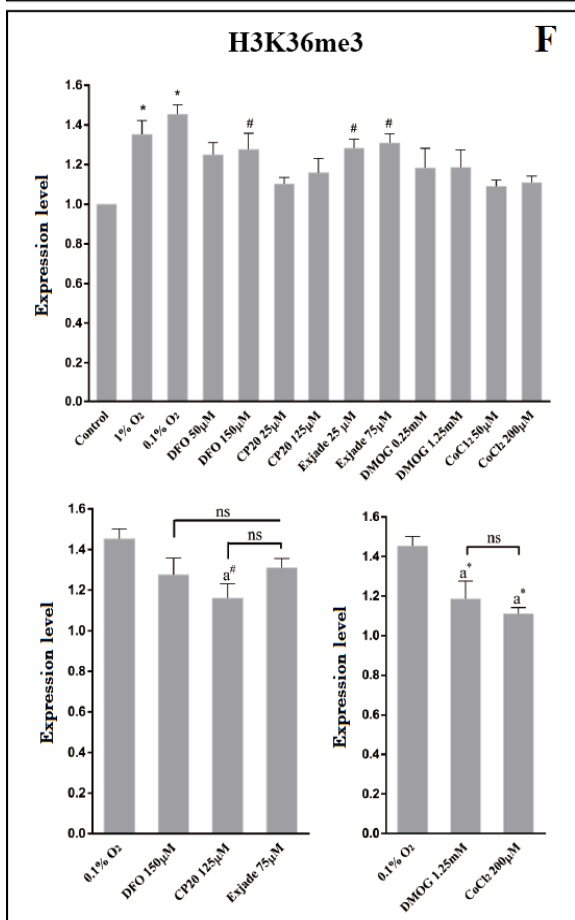 H3K36me3 F
Expression level
1.6
1.4
1.2
1.0
0.8
0.6
0.4
0.2
0.0
* * # # #
Control
1% O₂
0.1% O₂
DFO 50µM
DFO 150µM
CP20 25µM
CP20 125µM
Exjade 25 µM
Exjade 75µM
DMOG 0.25mM
DMOG 1.25mM
CoCl₂ 50µM
CoCl₂ 200µM
Expression level
1.6
1.4
1.2
1.0
0.8
0.6
0.4
0.2
0.0
ns
ns
a#
0.1% O₂
DFO 150µM
CP20 125µM
Exjade 75µM
Expression level
1.6
1.4
1.2
1.0
0.8
0.6
0.4
0.2
0.0
ns
a*
a*
0.1% O₂
DMOG 1.25mM
CoCl₂ 200µM